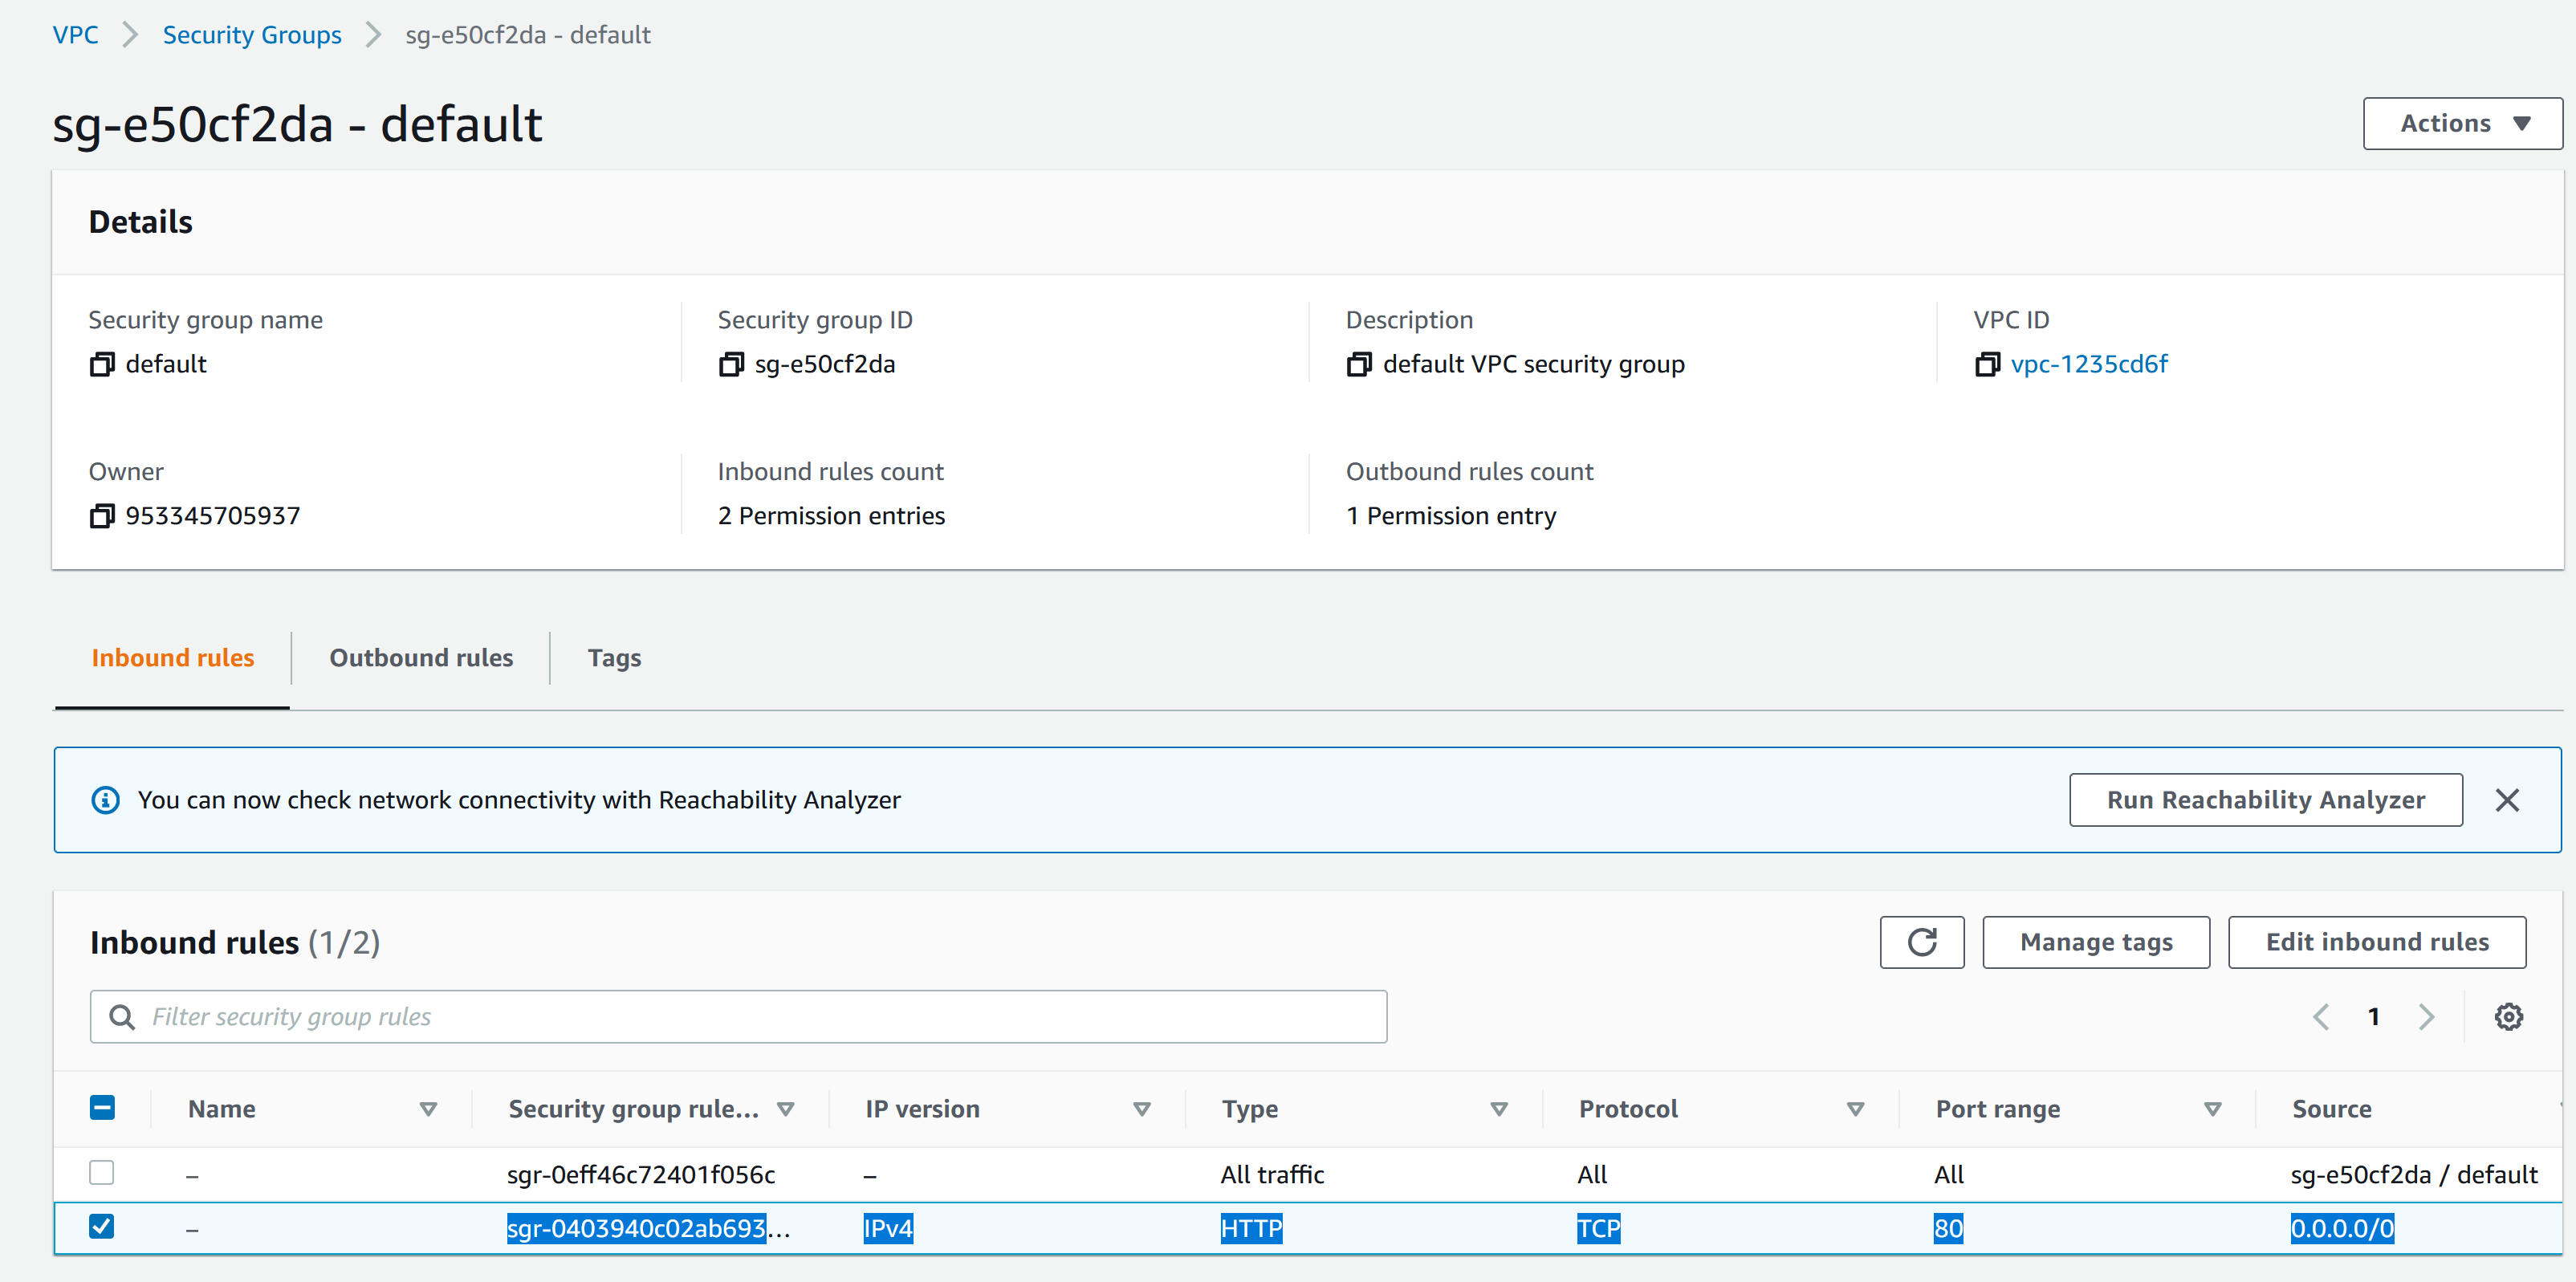 VPC > Security Groups > sg-e50cf2da - default
sg-e50cf2da - default
Actions
Details
Security group name Security group ID Description VPC ID
default sg-e50cf2da default VPC security group vpc-1235cd6f
Owner Inbound rules count Outbound rules count
953345705937 2 Permission entries 1 Permission entry
Inbound rules Outbound rules Tags
You can now check network connectivity with Reachability Analyzer Run Reachability Analyzer
Inbound rules (1/2) Manage tags Edit inbound rules
Filter security group rules 1
Name Security group rule... IP version Type Protocol Port range Source
– sgr-0eff46c72401f056c – All traffic All All sg-e50cf2da / default
– sgr-0403940c02ab693... IPv4 HTTP TCP 80 0.0.0.0/0